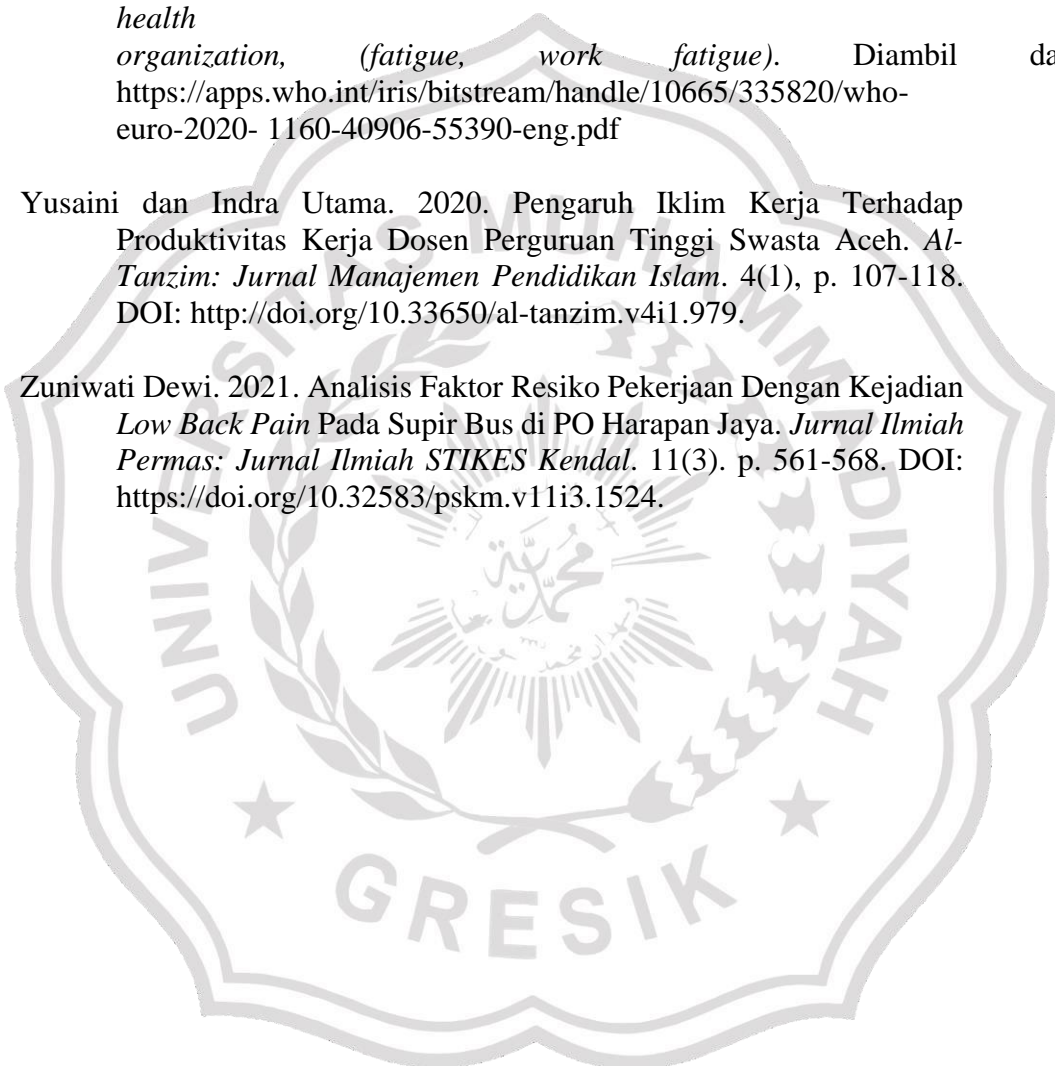 health
organization, (fatigue, work fatigue). Diambil da
https://apps.who.int/iris/bitstream/handle/10665/335820/who-
euro-2020- 1160-40906-55390-eng.pdf
Yusaini dan Indra Utama. 2020. Pengaruh Iklim Kerja Terhadap
Produktivitas Kerja Dosen Perguruan Tinggi Swasta Aceh. Al-
Tanzim: Jurnal Manajemen Pendidikan Islam. 4(1), p. 107-118.
DOI: http://doi.org/10.33650/al-tanzim.v4i1.979.
Zuniwati Dewi. 2021. Analisis Faktor Resiko Pekerjaan Dengan Kejadian
Low Back Pain Pada Supir Bus di PO Harapan Jaya. Jurnal Ilmiah
Permas: Jurnal Ilmiah STIKES Kendal. 11(3). p. 561-568. DOI:
https://doi.org/10.32583/pskm.v11i3.1524.
UNIVERSITAS MUHAMMADIYAH
محمد
GRESIK